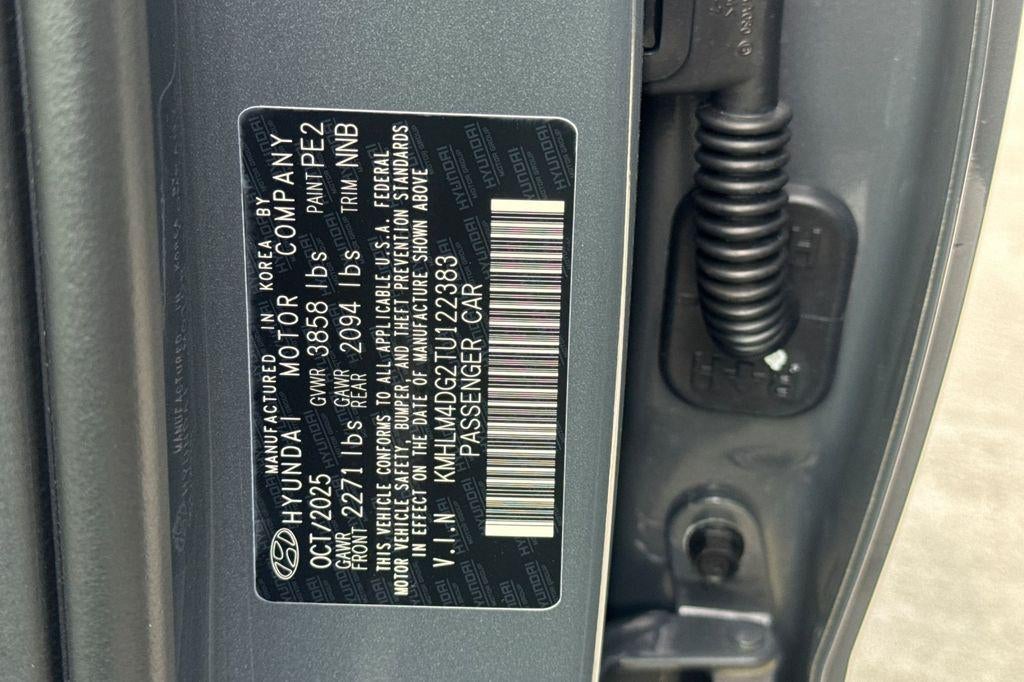 MANUFACTURED IN KOREA BY
HYUNDAI MOTOR COMPANY
OCT/2025 GVWR 3858 lbs PAINT PE2
GAWR FRONT 2271 lbs GAWR REAR 2094 lbs TRIM NNB
THIS VEHICLE CONFORMS TO ALL APPLICABLE U.S.A. FEDERAL
MOTOR VEHICLE SAFETY, BUMPER, AND THEFT PREVENTION STANDARDS
IN EFFECT ON THE DATE OF MANUFACTURE SHOWN ABOVE
V.I.N KMHLM4DG2TU122383
PASSENGER CAR